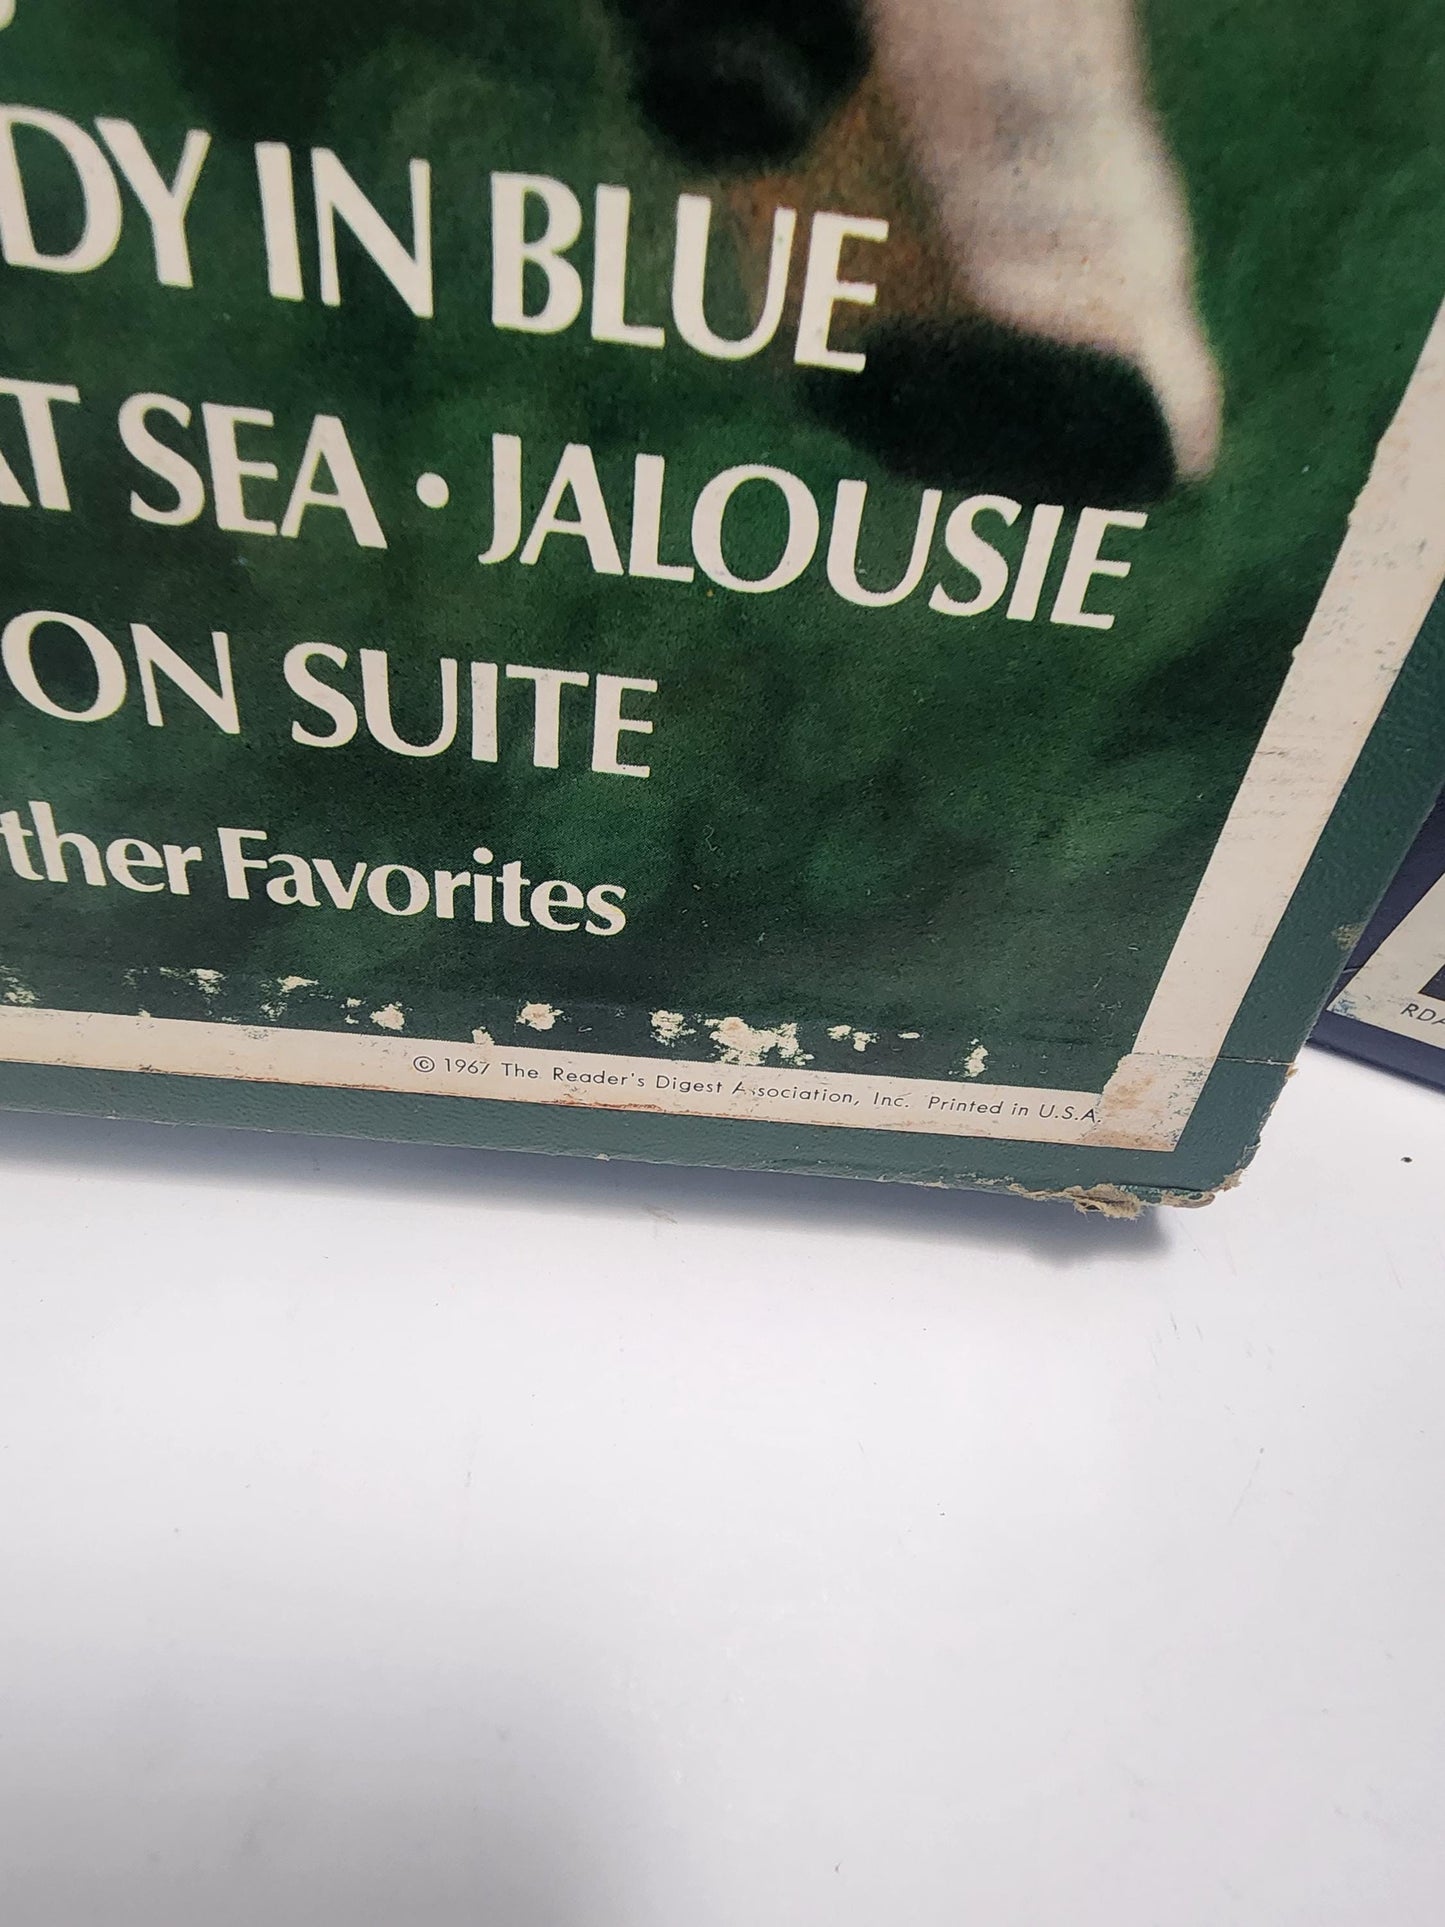 DY IN BLUE
AT SEA • JALOUSIE
ON SUITE
ther Favorites
© 1967 The Reader's Digest Association, Inc. Printed in U.S.A.
RDA